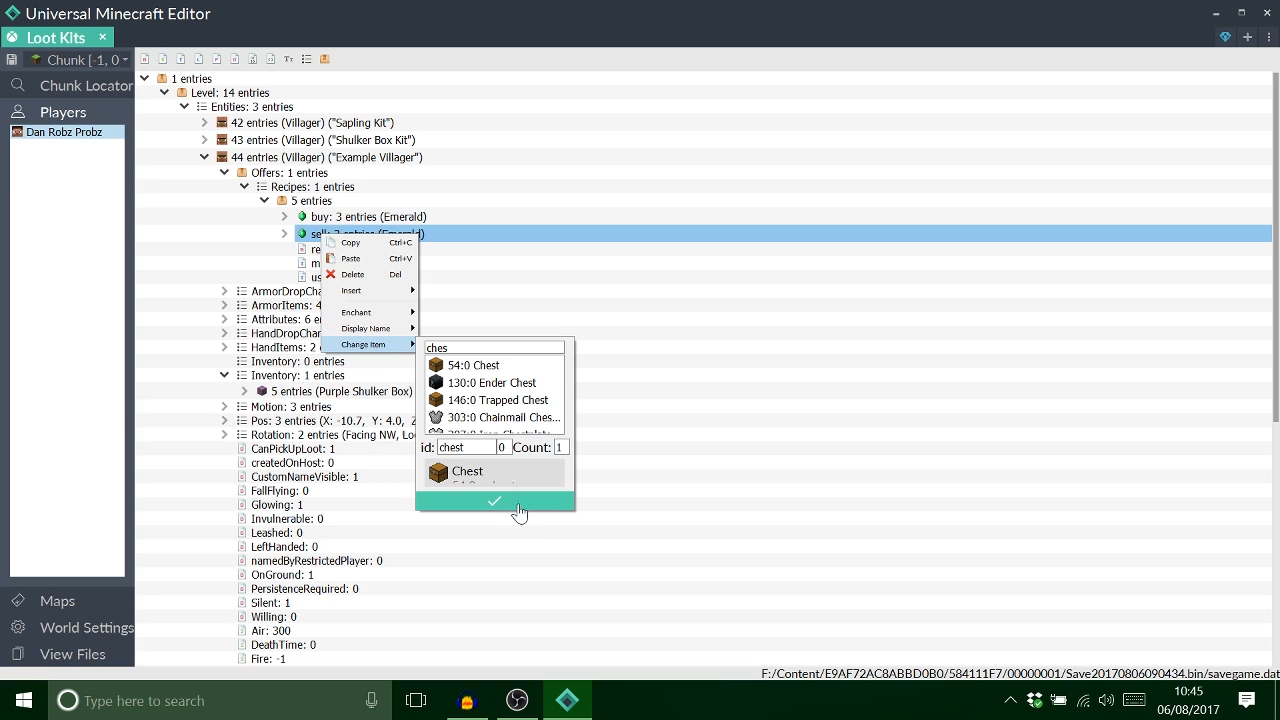 Universal Minecraft Editor
Loot Kits
Chunk [-1, 0
Tт
Chunk Locator
Players
Dan Robz Probz
Maps
World Settings
View Files
1 entries
Level: 14 entries
Entities: 3 entries
42 entries (Villager) ("Sapling Kit")
43 entries (Villager) ("Shulker Box Kit")
44 entries (Villager) ("Example Villager")
Offers: 1 entries
Recipes: 1 entries
5 entries
buy: 3 entries (Emerald)
sell: 3 entries (Emerald)
re
m
us
ArmorDropCha
ArmorItems: 4
Attributes: 6 e
HandDropChan
HandItems: 2 e
Inventory: 0 entries
Inventory: 1 entries
5 entries (Purple Shulker Box)
Motion: 3 entries
Pos: 3 entries (X: -10.7, Y: 4.0, Z
Rotation: 2 entries (Facing NW, Lo
CanPickUpLoot: 1
createdOnHost: 0
CustomNameVisible: 1
FallFlying: 0
Glowing: 1
Invulnerable: 0
Leashed: 0
LeftHanded: 0
namedByRestrictedPlayer: 0
OnGround: 1
PersistenceRequired: 0
Silent: 1
Willing: 0
Air: 300
DeathTime: 0
Fire: -1
Copy Ctrl+C
Paste Ctrl+V
Delete Del
Insert
Enchant
Display Name
Change Item
ches
54:0 Chest
130:0 Ender Chest
146:0 Trapped Chest
303:0 Chainmail Ches...
id: chest 0 Count: 1
Chest
F:/Content/E9AF72AC8ABBD0B0/584111F7/00000001/Save20170806090434.bin/savegame.dat
Type here to search
10:45
06/08/2017